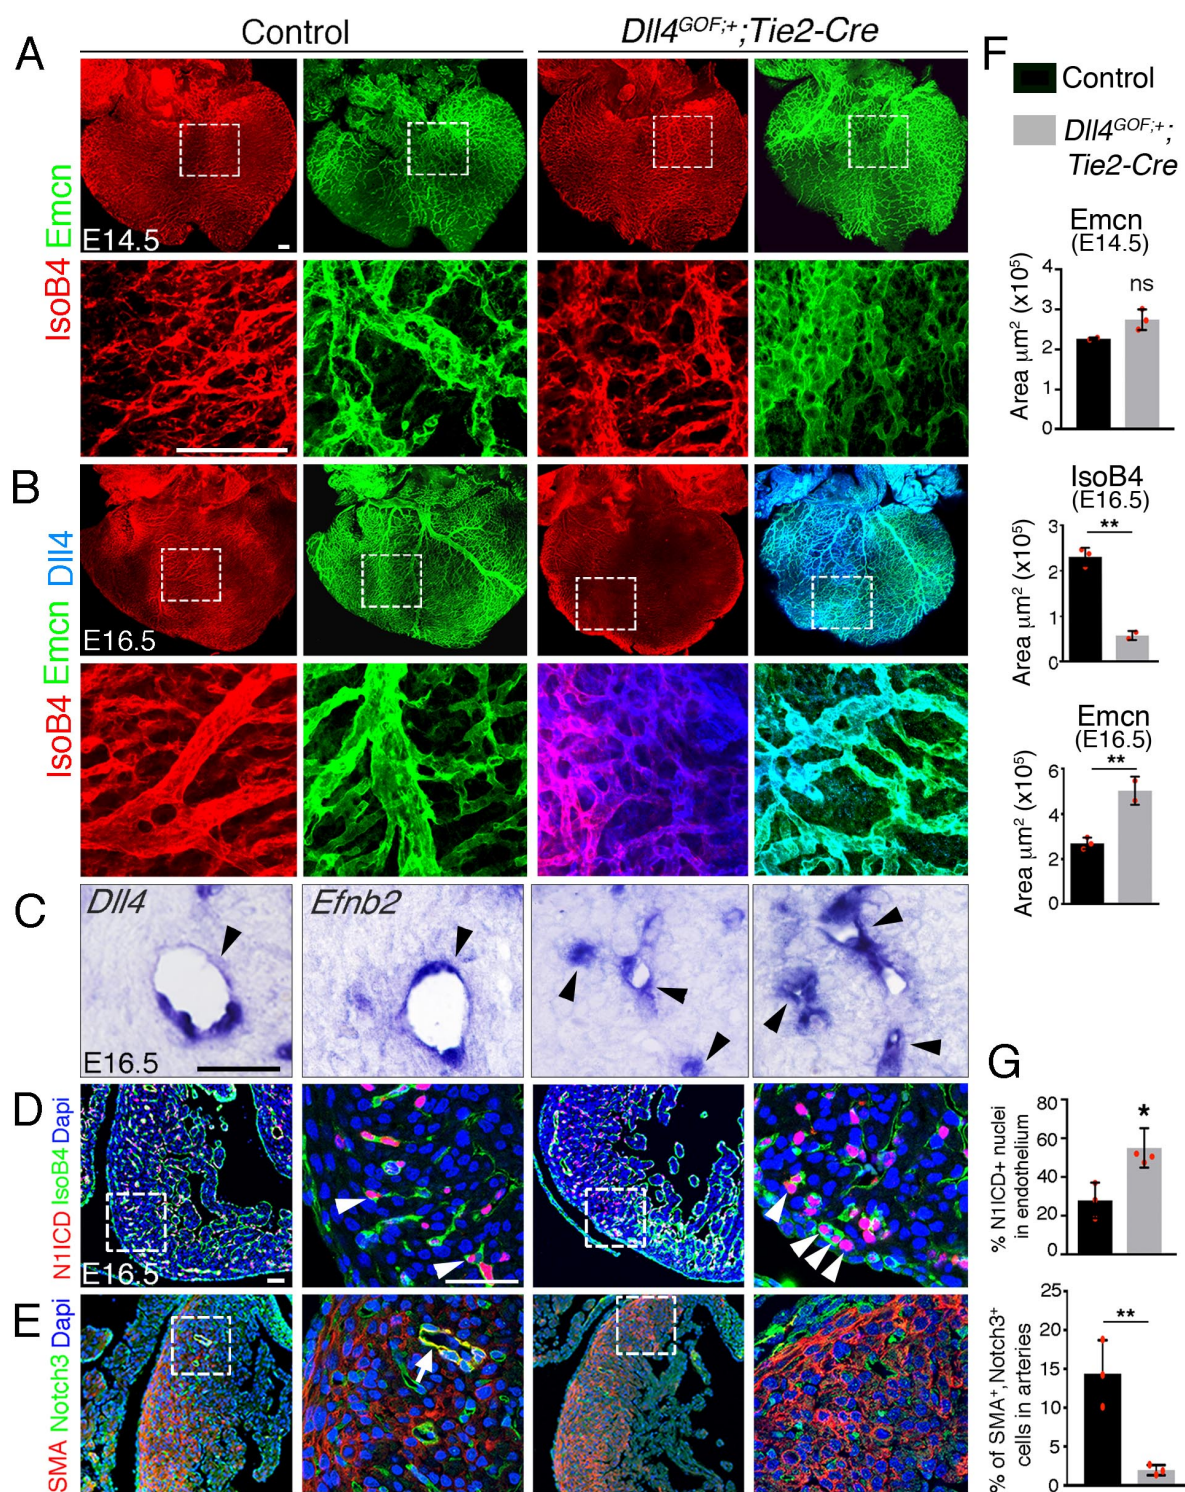 Control
Dll4GOF;+;Tie2-Cre
A
IsoB4 Emcn
E14.5
B
IsoB4 Emcn Dll4
E16.5
C
Dll4
Efnb2
E16.5
D
N1ICD IsoB4 Dapi
E16.5
E
SMA Notch3 Dapi
F
Control
Dll4GOF;+;
Tie2-Cre
Emcn
(E14.5)
ns
Area μm² (x10⁵)
4
3
2
1
0
IsoB4
(E16.5)
**
Area μm² (x10⁵)
3
2
1
0
Emcn
(E16.5)
**
Area μm² (x10⁵)
6
4
2
0
G
*
% N1ICD+ nuclei
in endothelium
80
60
40
20
0
**
% of SMA⁺,Notch3⁺
cells in arteries
25
20
15
10
5
0